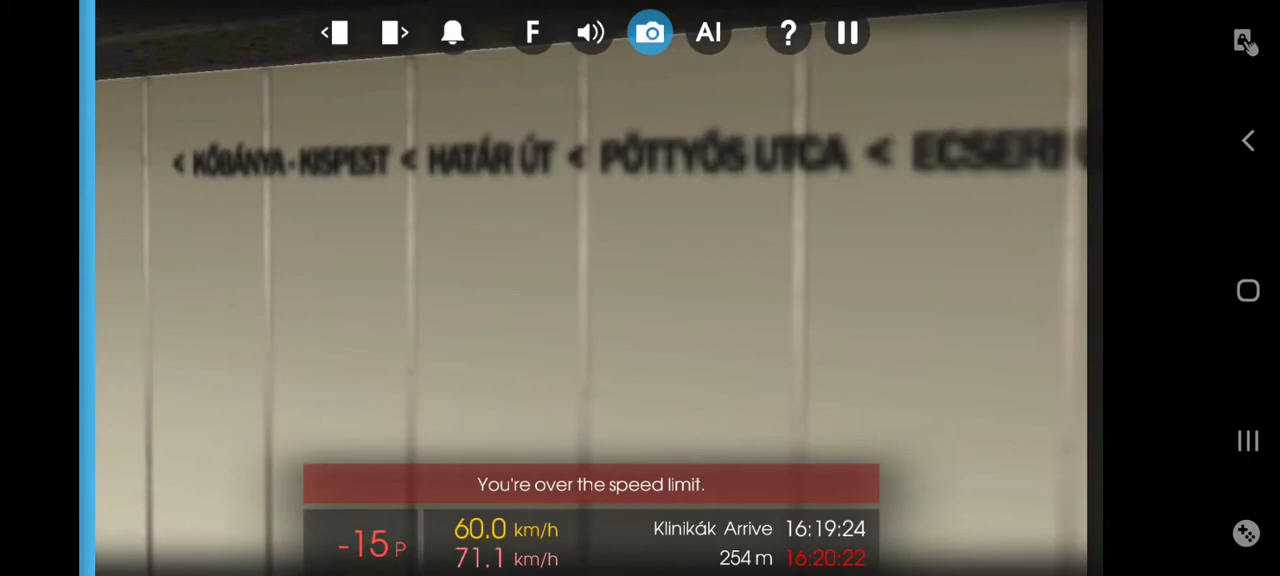 F AI ?
< KŐBÁNYA - KISPEST < HATÁR ÚT < PÖTTYÖS UTCA < ECSERI
You're over the speed limit.
-15 P
60.0 km/h
71.1 km/h
Klinikák Arrive 16:19:24
254 m 16:20:22